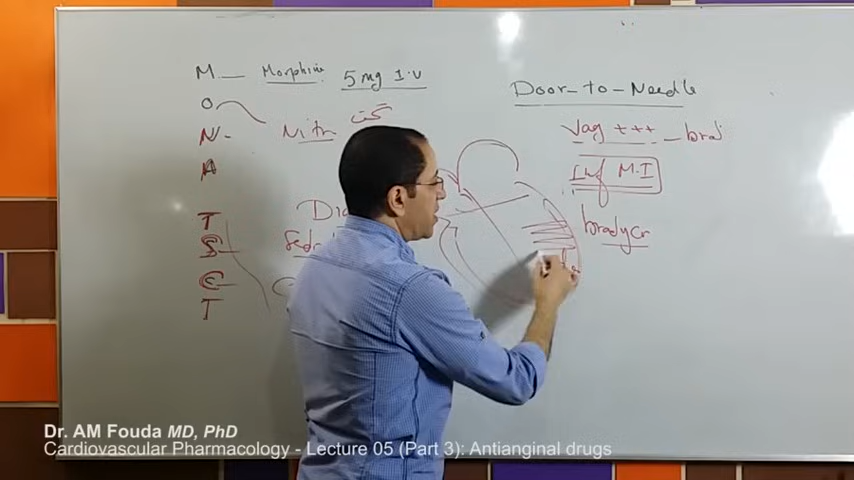 M — Morphine 5mg I.V
O
N - Nitr
A
T
S
C
T
Door-to-Needle
Vag +++ — brad
Inf M.I
bradycr
Dr. AM Fouda MD, PhD
Cardiovascular Pharmacology - Lecture 05 (Part 3): Antianginal drugs